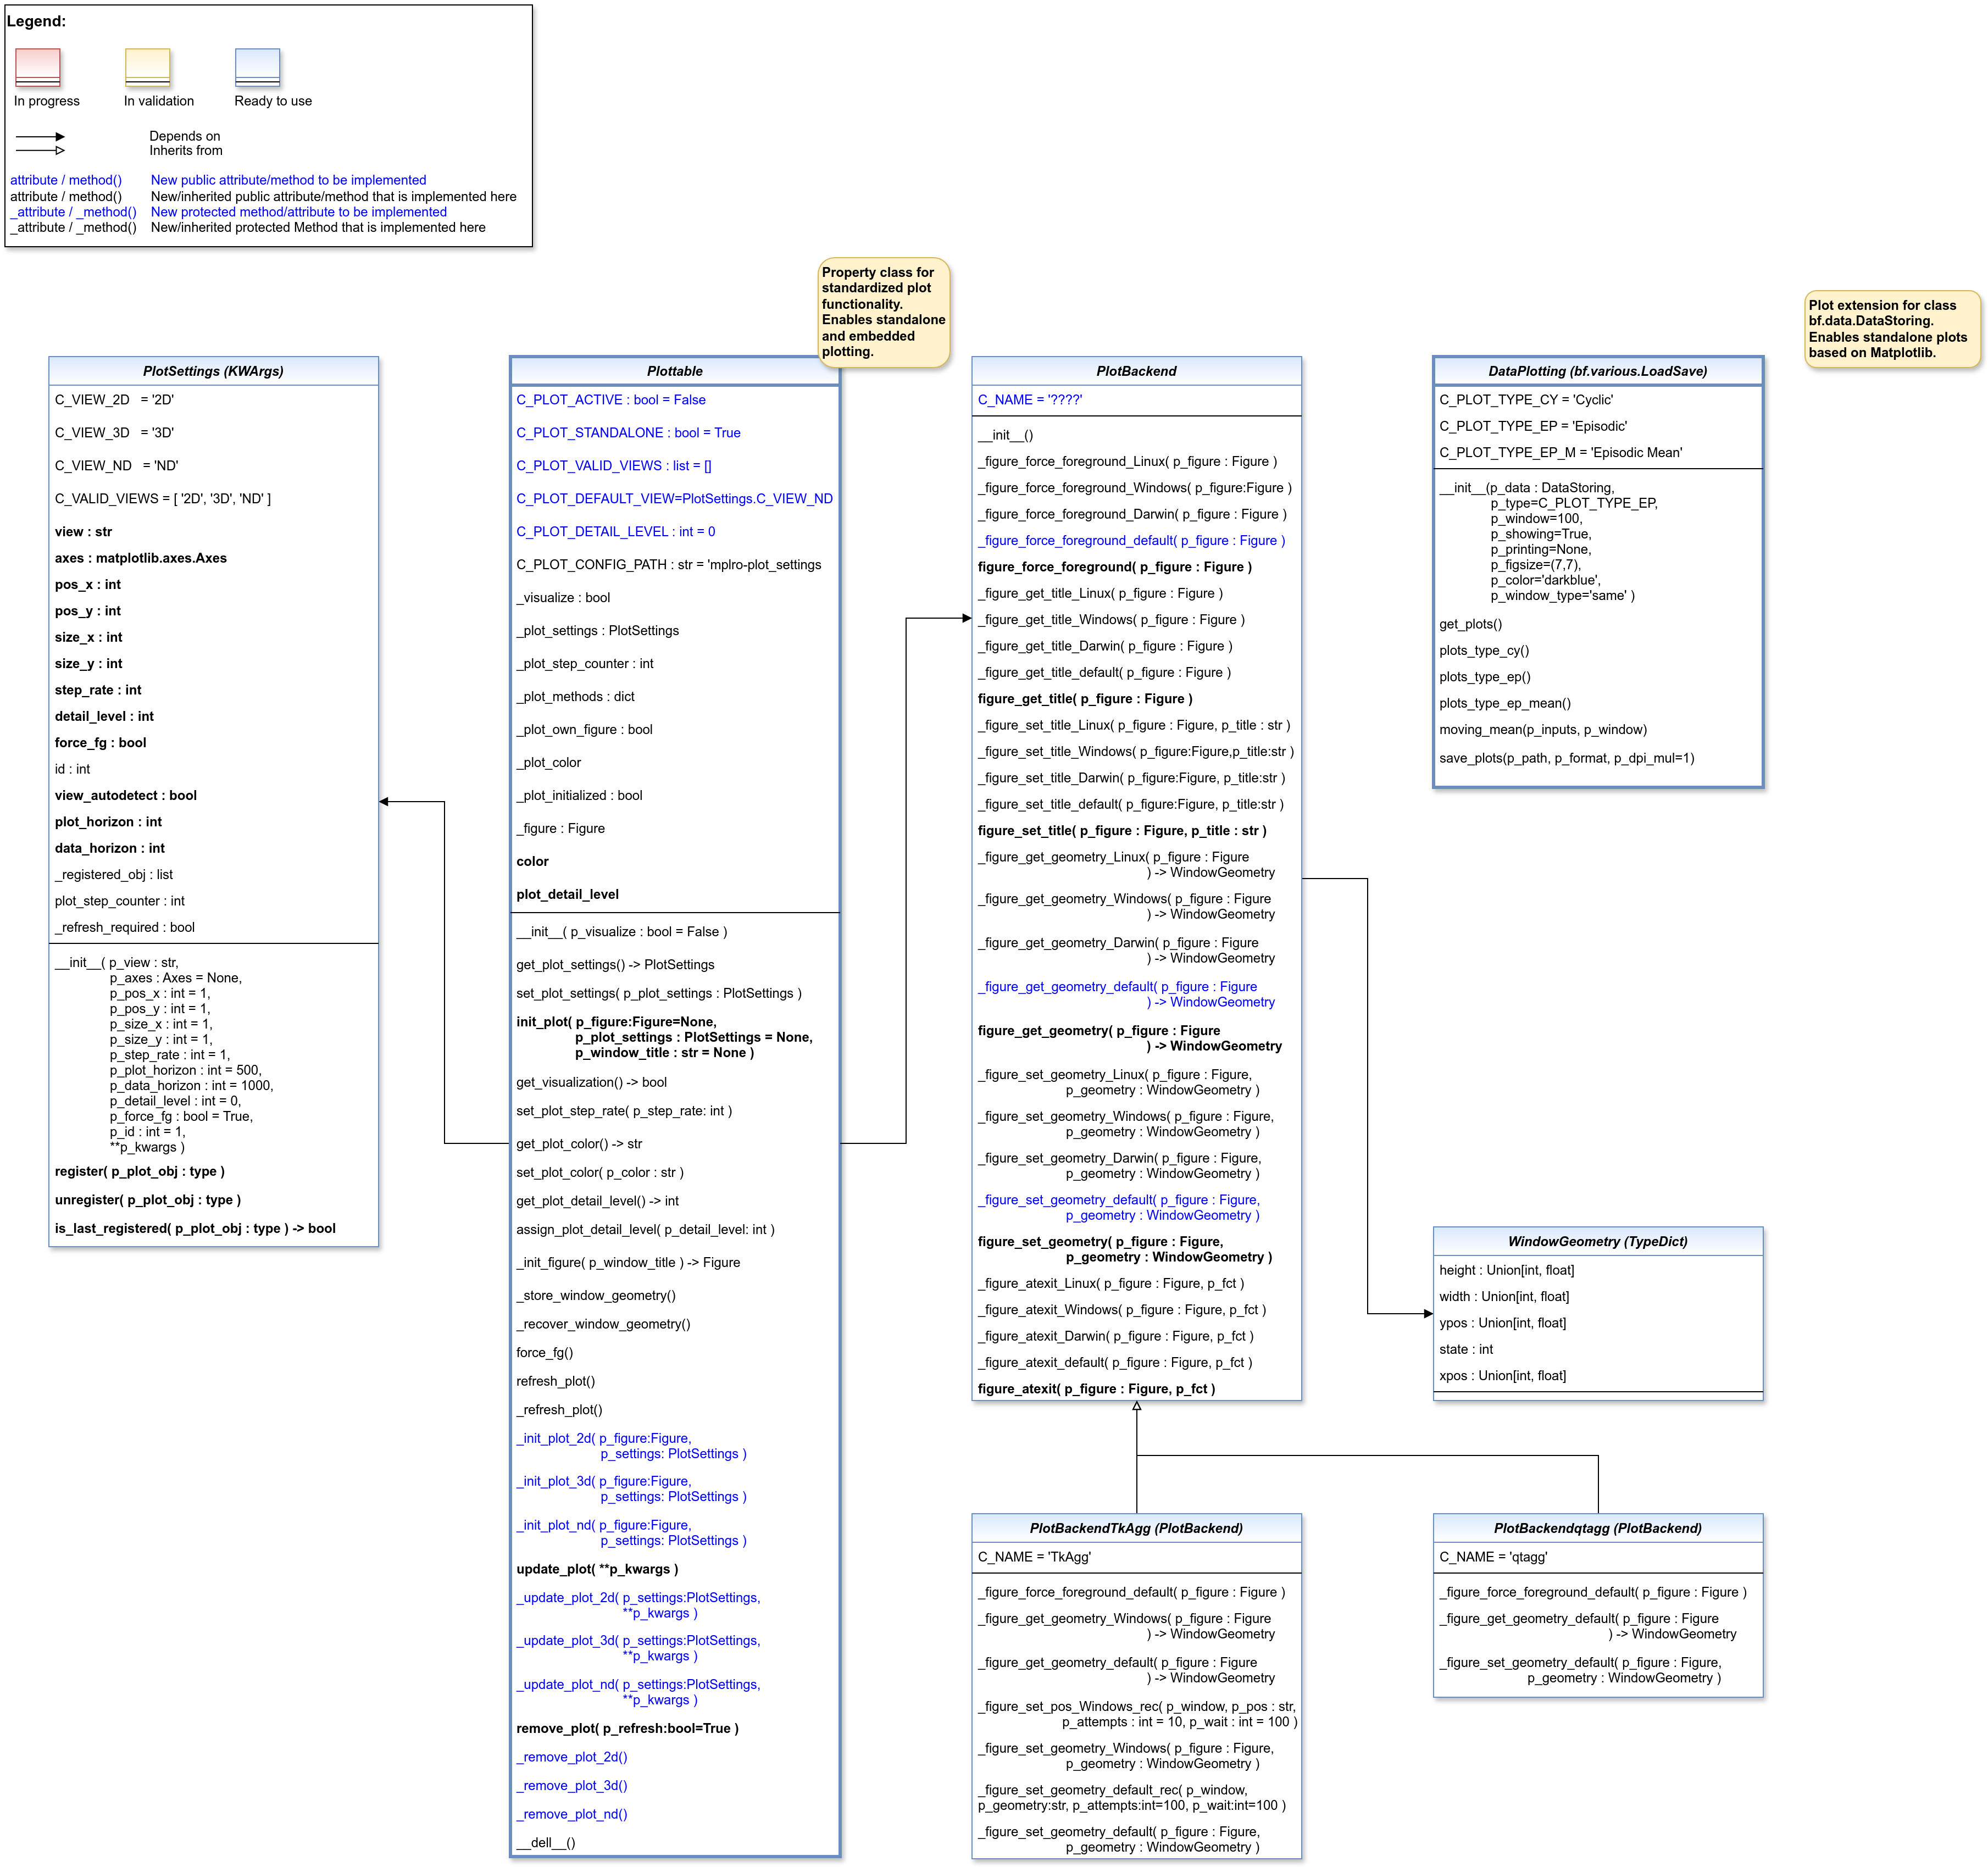 Legend:
In progress
In validation
Ready to use
Depends on
Inherits from
attribute / method() New public attribute/method to be implemented
attribute / method() New/inherited public attribute/method that is implemented here
_attribute / _method() New protected method/attribute to be implemented
_attribute / _method() New/inherited protected Method that is implemented here
Property class for
standardized plot
functionality.
Enables standalone
and embedded
plotting.
Plot extension for class
bf.data.DataStoring.
Enables standalone plots
based on Matplotlib.
PlotSettings (KWArgs)
C_VIEW_2D = '2D'
C_VIEW_3D = '3D'
C_VIEW_ND = 'ND'
C_VALID_VIEWS = [ '2D', '3D', 'ND' ]
view : str
axes : matplotlib.axes.Axes
pos_x : int
pos_y : int
size_x : int
size_y : int
step_rate : int
detail_level : int
force_fg : bool
id : int
view_autodetect : bool
plot_horizon : int
data_horizon : int
_registered_obj : list
plot_step_counter : int
_refresh_required : bool
__init__( p_view : str,
p_axes : Axes = None,
p_pos_x : int = 1,
p_pos_y : int = 1,
p_size_x : int = 1,
p_size_y : int = 1,
p_step_rate : int = 1,
p_plot_horizon : int = 500,
p_data_horizon : int = 1000,
p_detail_level : int = 0,
p_force_fg : bool = True,
p_id : int = 1,
**p_kwargs )
register( p_plot_obj : type )
unregister( p_plot_obj : type )
is_last_registered( p_plot_obj : type ) -> bool
Plottable
C_PLOT_ACTIVE : bool = False
C_PLOT_STANDALONE : bool = True
C_PLOT_VALID_VIEWS : list = []
C_PLOT_DEFAULT_VIEW=PlotSettings.C_VIEW_ND
C_PLOT_DETAIL_LEVEL : int = 0
C_PLOT_CONFIG_PATH : str = 'mplro-plot_settings
_visualize : bool
_plot_settings : PlotSettings
_plot_step_counter : int
_plot_methods : dict
_plot_own_figure : bool
_plot_color
_plot_initialized : bool
_figure : Figure
color
plot_detail_level
__init__( p_visualize : bool = False )
get_plot_settings() -> PlotSettings
set_plot_settings( p_plot_settings : PlotSettings )
init_plot( p_figure:Figure=None,
p_plot_settings : PlotSettings = None,
p_window_title : str = None )
get_visualization() -> bool
set_plot_step_rate( p_step_rate: int )
get_plot_color() -> str
set_plot_color( p_color : str )
get_plot_detail_level() -> int
assign_plot_detail_level( p_detail_level: int )
_init_figure( p_window_title ) -> Figure
_store_window_geometry()
_recover_window_geometry()
force_fg()
refresh_plot()
_refresh_plot()
_init_plot_2d( p_figure:Figure,
p_settings: PlotSettings )
_init_plot_3d( p_figure:Figure,
p_settings: PlotSettings )
_init_plot_nd( p_figure:Figure,
p_settings: PlotSettings )
update_plot( **p_kwargs )
_update_plot_2d( p_settings:PlotSettings,
**p_kwargs )
_update_plot_3d( p_settings:PlotSettings,
**p_kwargs )
_update_plot_nd( p_settings:PlotSettings,
**p_kwargs )
remove_plot( p_refresh:bool=True )
_remove_plot_2d()
_remove_plot_3d()
_remove_plot_nd()
__dell__()
PlotBackend
C_NAME = '????'
__init__()
_figure_force_foreground_Linux( p_figure : Figure )
_figure_force_foreground_Windows( p_figure:Figure )
_figure_force_foreground_Darwin( p_figure : Figure )
_figure_force_foreground_default( p_figure : Figure )
figure_force_foreground( p_figure : Figure )
_figure_get_title_Linux( p_figure : Figure )
_figure_get_title_Windows( p_figure : Figure )
_figure_get_title_Darwin( p_figure : Figure )
_figure_get_title_default( p_figure : Figure )
figure_get_title( p_figure : Figure )
_figure_set_title_Linux( p_figure : Figure, p_title : str )
_figure_set_title_Windows( p_figure:Figure,p_title:str )
_figure_set_title_Darwin( p_figure:Figure, p_title:str )
_figure_set_title_default( p_figure:Figure, p_title:str )
figure_set_title( p_figure : Figure, p_title : str )
_figure_get_geometry_Linux( p_figure : Figure
) -> WindowGeometry
_figure_get_geometry_Windows( p_figure : Figure
) -> WindowGeometry
_figure_get_geometry_Darwin( p_figure : Figure
) -> WindowGeometry
_figure_get_geometry_default( p_figure : Figure
) -> WindowGeometry
figure_get_geometry( p_figure : Figure
) -> WindowGeometry
_figure_set_geometry_Linux( p_figure : Figure,
p_geometry : WindowGeometry )
_figure_set_geometry_Windows( p_figure : Figure,
p_geometry : WindowGeometry )
_figure_set_geometry_Darwin( p_figure : Figure,
p_geometry : WindowGeometry )
_figure_set_geometry_default( p_figure : Figure,
p_geometry : WindowGeometry )
figure_set_geometry( p_figure : Figure,
p_geometry : WindowGeometry )
_figure_atexit_Linux( p_figure : Figure, p_fct )
_figure_atexit_Windows( p_figure : Figure, p_fct )
_figure_atexit_Darwin( p_figure : Figure, p_fct )
_figure_atexit_default( p_figure : Figure, p_fct )
figure_atexit( p_figure : Figure, p_fct )
DataPlotting (bf.various.LoadSave)
C_PLOT_TYPE_CY = 'Cyclic'
C_PLOT_TYPE_EP = 'Episodic'
C_PLOT_TYPE_EP_M = 'Episodic Mean'
__init__(p_data : DataStoring,
p_type=C_PLOT_TYPE_EP,
p_window=100,
p_showing=True,
p_printing=None,
p_figsize=(7,7),
p_color='darkblue',
p_window_type='same' )
get_plots()
plots_type_cy()
plots_type_ep()
plots_type_ep_mean()
moving_mean(p_inputs, p_window)
save_plots(p_path, p_format, p_dpi_mul=1)
WindowGeometry (TypeDict)
height : Union[int, float]
width : Union[int, float]
ypos : Union[int, float]
state : int
xpos : Union[int, float]
PlotBackendTkAgg (PlotBackend)
C_NAME = 'TkAgg'
_figure_force_foreground_default( p_figure : Figure )
_figure_get_geometry_Windows( p_figure : Figure
) -> WindowGeometry
_figure_get_geometry_default( p_figure : Figure
) -> WindowGeometry
_figure_set_pos_Windows_rec( p_window, p_pos : str,
p_attempts : int = 10, p_wait : int = 100 )
_figure_set_geometry_Windows( p_figure : Figure,
p_geometry : WindowGeometry )
_figure_set_geometry_default_rec( p_window,
p_geometry:str, p_attempts:int=100, p_wait:int=100 )
_figure_set_geometry_default( p_figure : Figure,
p_geometry : WindowGeometry )
PlotBackendqtagg (PlotBackend)
C_NAME = 'qtagg'
_figure_force_foreground_default( p_figure : Figure )
_figure_get_geometry_default( p_figure : Figure
) -> WindowGeometry
_figure_set_geometry_default( p_figure : Figure,
p_geometry : WindowGeometry )